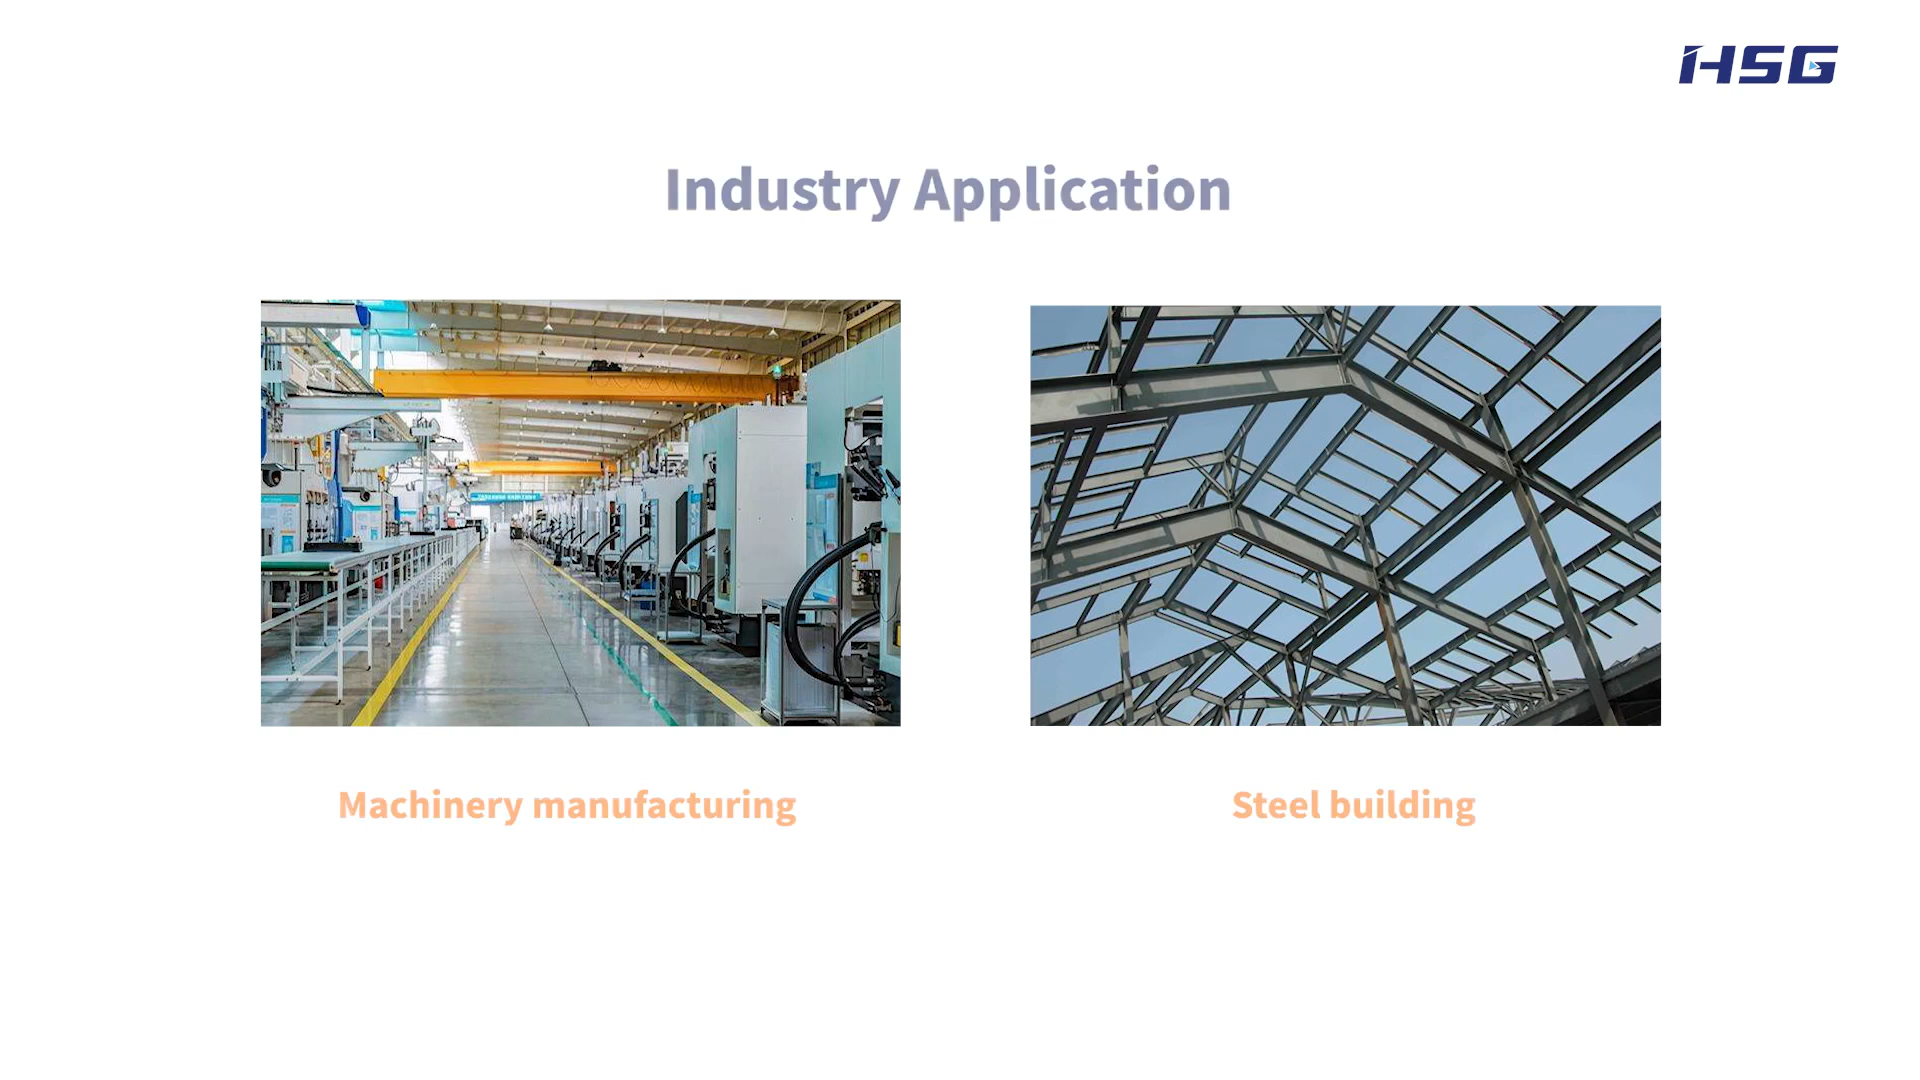 HSG
Industry Application
Machinery manufacturing
Steel building